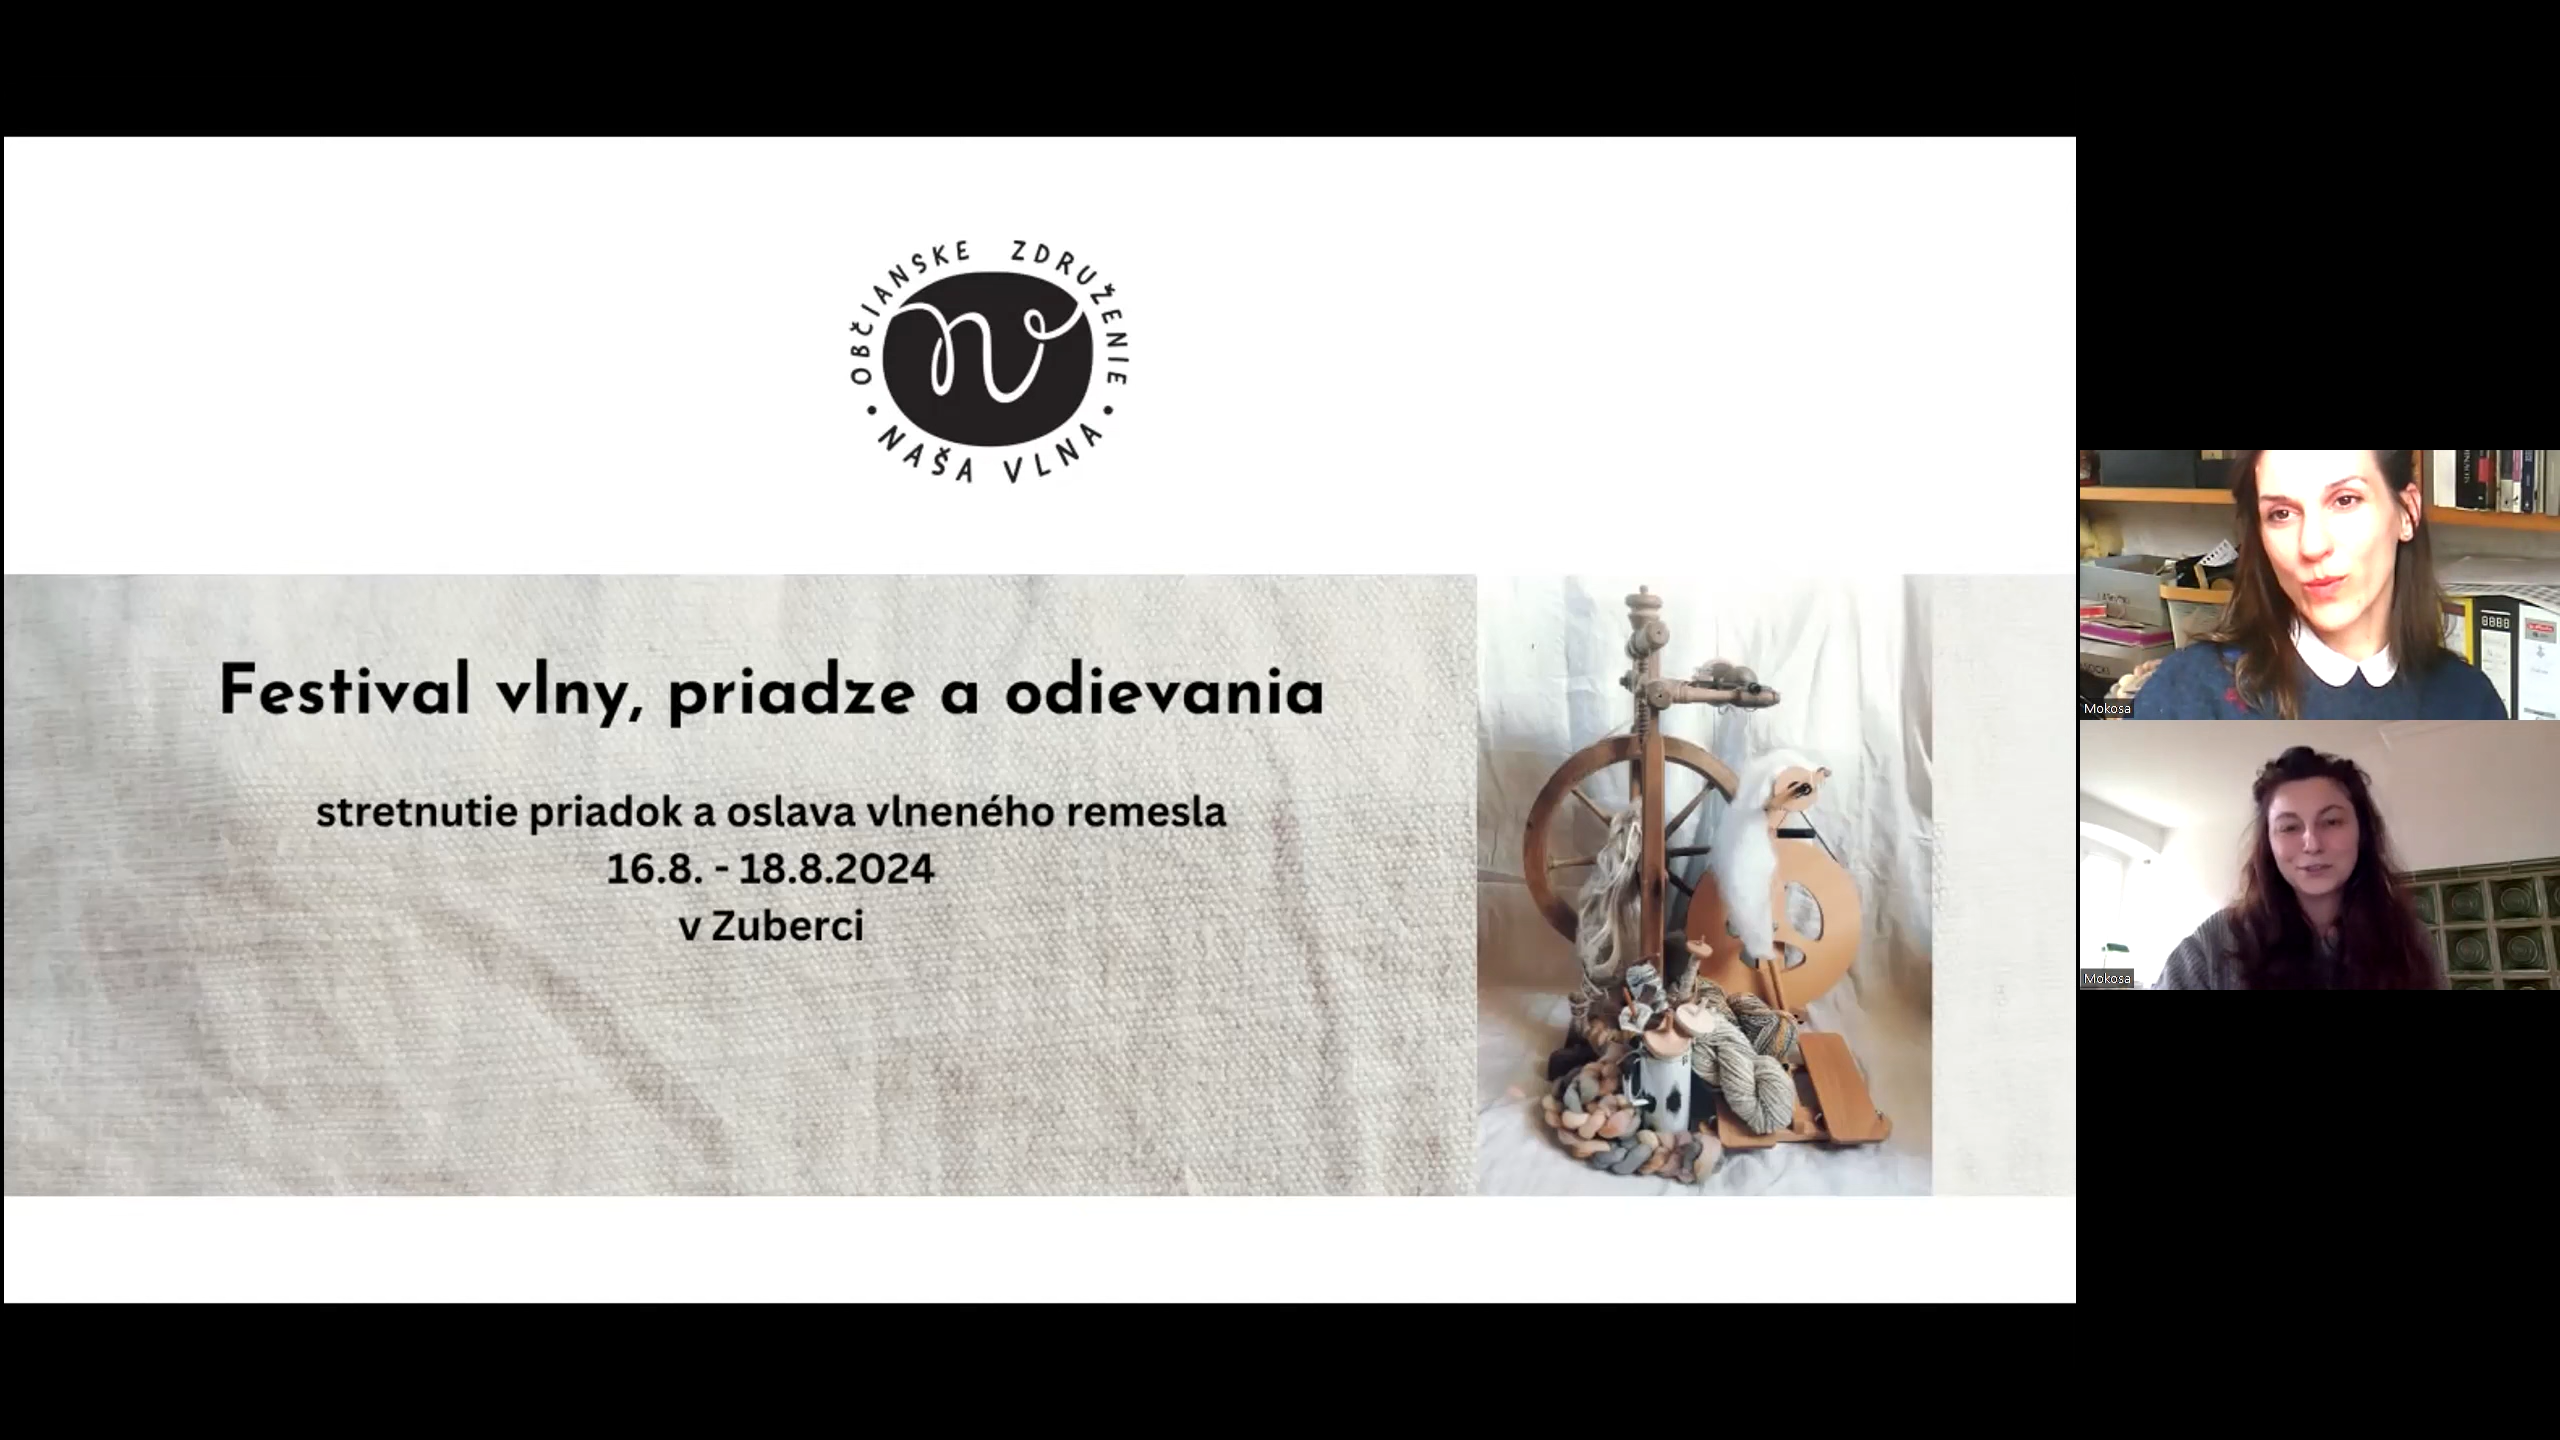 OBČIANSKE ZDRUŽENIE
• NAŠA VLNA •
Festival vlny, priadze a odievania
stretnutie priadok a oslava vlneného remesla
16.8. - 18.8.2024
v Zuberci
Mokosa
Mokosa